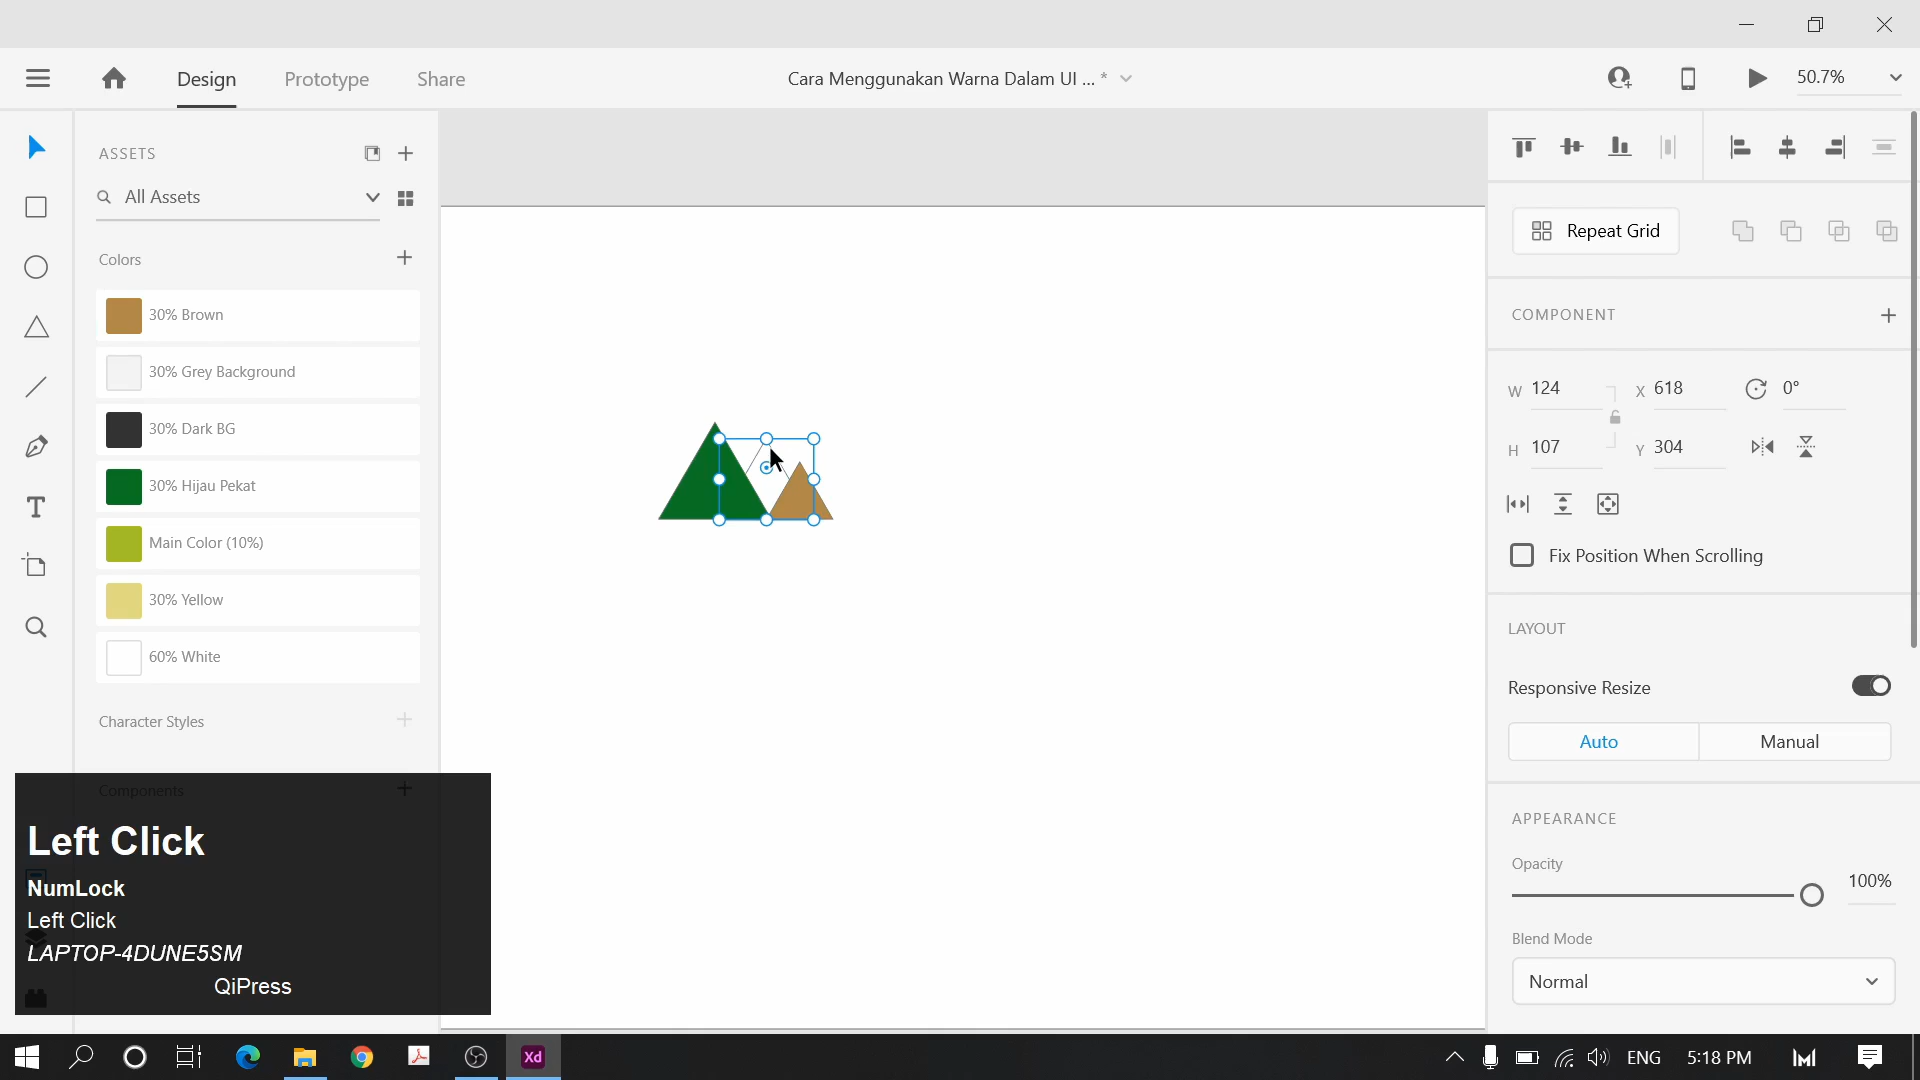 Design
Prototype
Share
Cara Menggunakan Warna Dalam UI ... *
50.7%
ASSETS
All Assets
Colors
30% Brown
30% Grey Background
30% Dark BG
30% Hijau Pekat
Main Color (10%)
30% Yellow
60% White
Character Styles
Components
Left Click
NumLock
Left Click
LAPTOP-4DUNE5SM
QiPress
Repeat Grid
COMPONENT
W 124
X 618
0°
H 107
Y 304
Fix Position When Scrolling
LAYOUT
Responsive Resize
Auto
Manual
APPEARANCE
Opacity
100%
Blend Mode
Normal
Xd
ENG
5:18 PM